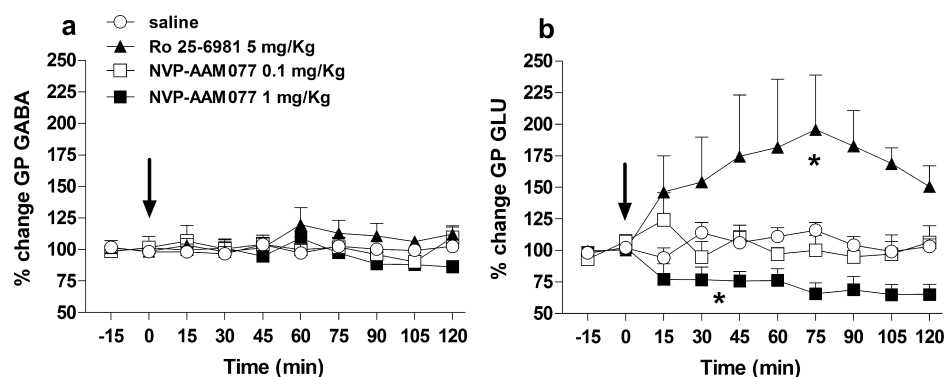 a
saline
Ro 25-6981 5 mg/Kg
NVP-AAM077 0.1 mg/Kg
NVP-AAM077 1 mg/Kg
% change GP GABA
250
225
200
175
150
125
100
75
50
-15 0 15 30 45 60 75 90 105 120
Time (min)
b
% change GP GLU
250
225
200
175
150
125
100
75
50
*
*
-15 0 15 30 45 60 75 90 105 120
Time (min)